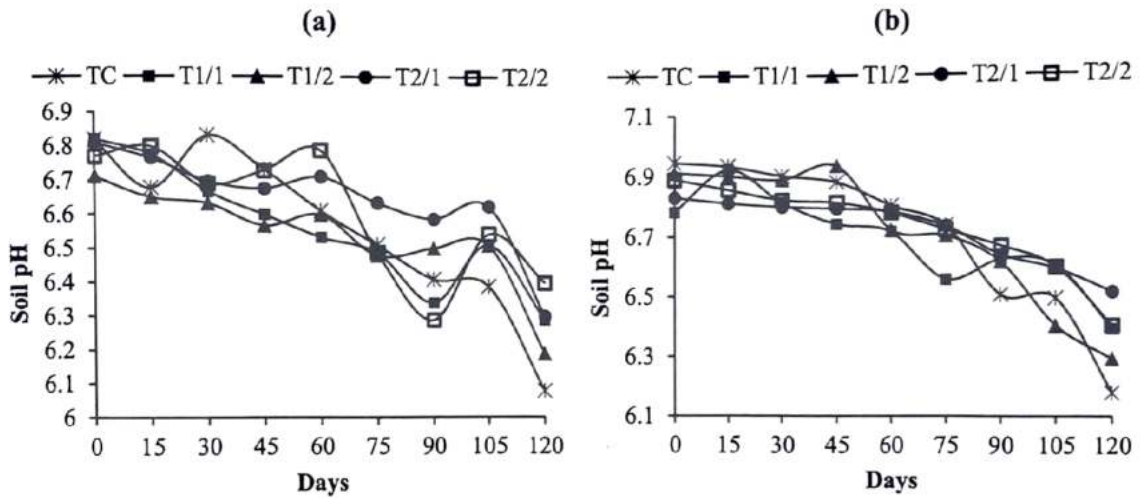 (a)
TC T1/1 T1/2 T2/1 T2/2
6.9
6.8
6.7
6.6
6.5
6.4
6.3
6.2
6.1
6
Soil pH
0 15 30 45 60 75 90 105 120
Days
(b)
TC T1/1 T1/2 T2/1 T2/2
7.1
6.9
6.7
6.5
6.3
6.1
Soil pH
0 15 30 45 60 75 90 105 120
Days